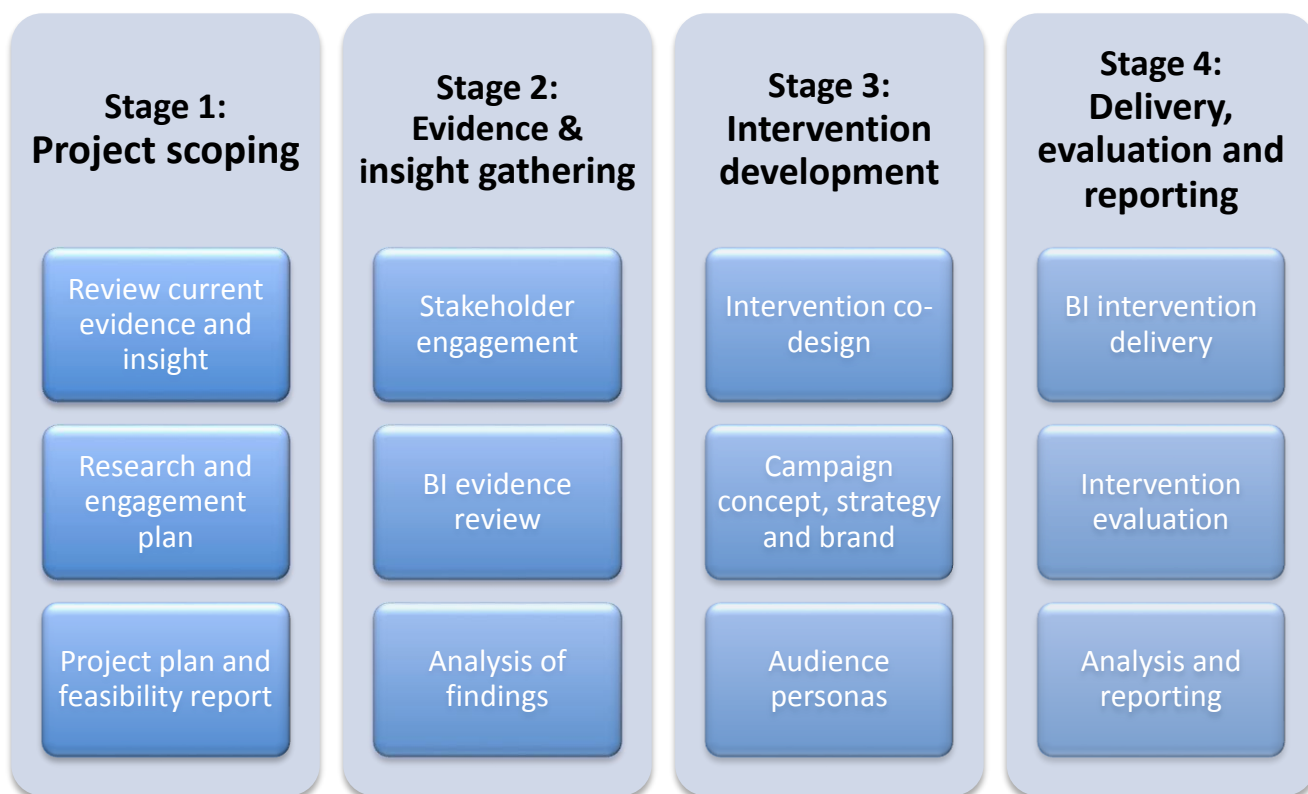 Stage 1:
Project scoping
Review current
evidence and
insight
Research and
engagement
plan
Project plan and
feasibility report
Stage 2:
Evidence &
insight gathering
Stakeholder
engagement
BI evidence
review
Analysis of
findings
Stage 3:
Intervention
development
Intervention co-
design
Campaign
concept, strategy
and brand
Audience
personas
Stage 4:
Delivery,
evaluation and
reporting
BI intervention
delivery
Intervention
evaluation
Analysis and
reporting